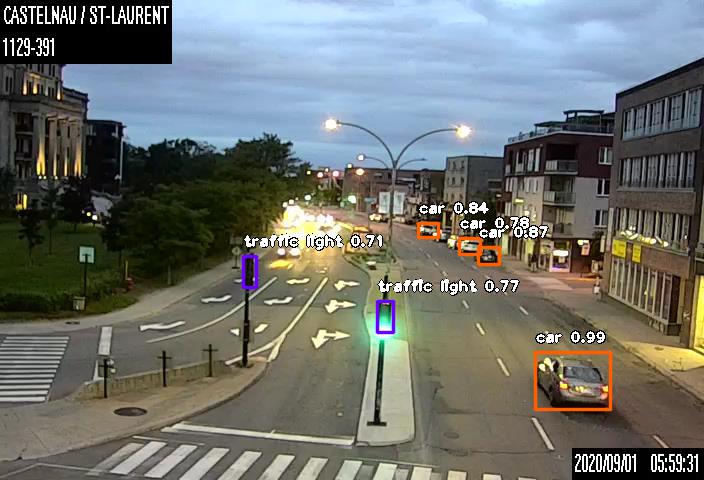 CASTELNAU / ST-LAURENT
1129-391
car 0.84
car 0.78
car 0.87
traffic light 0.71
traffic light 0.77
car 0.99
2020/09/01 05:59:31